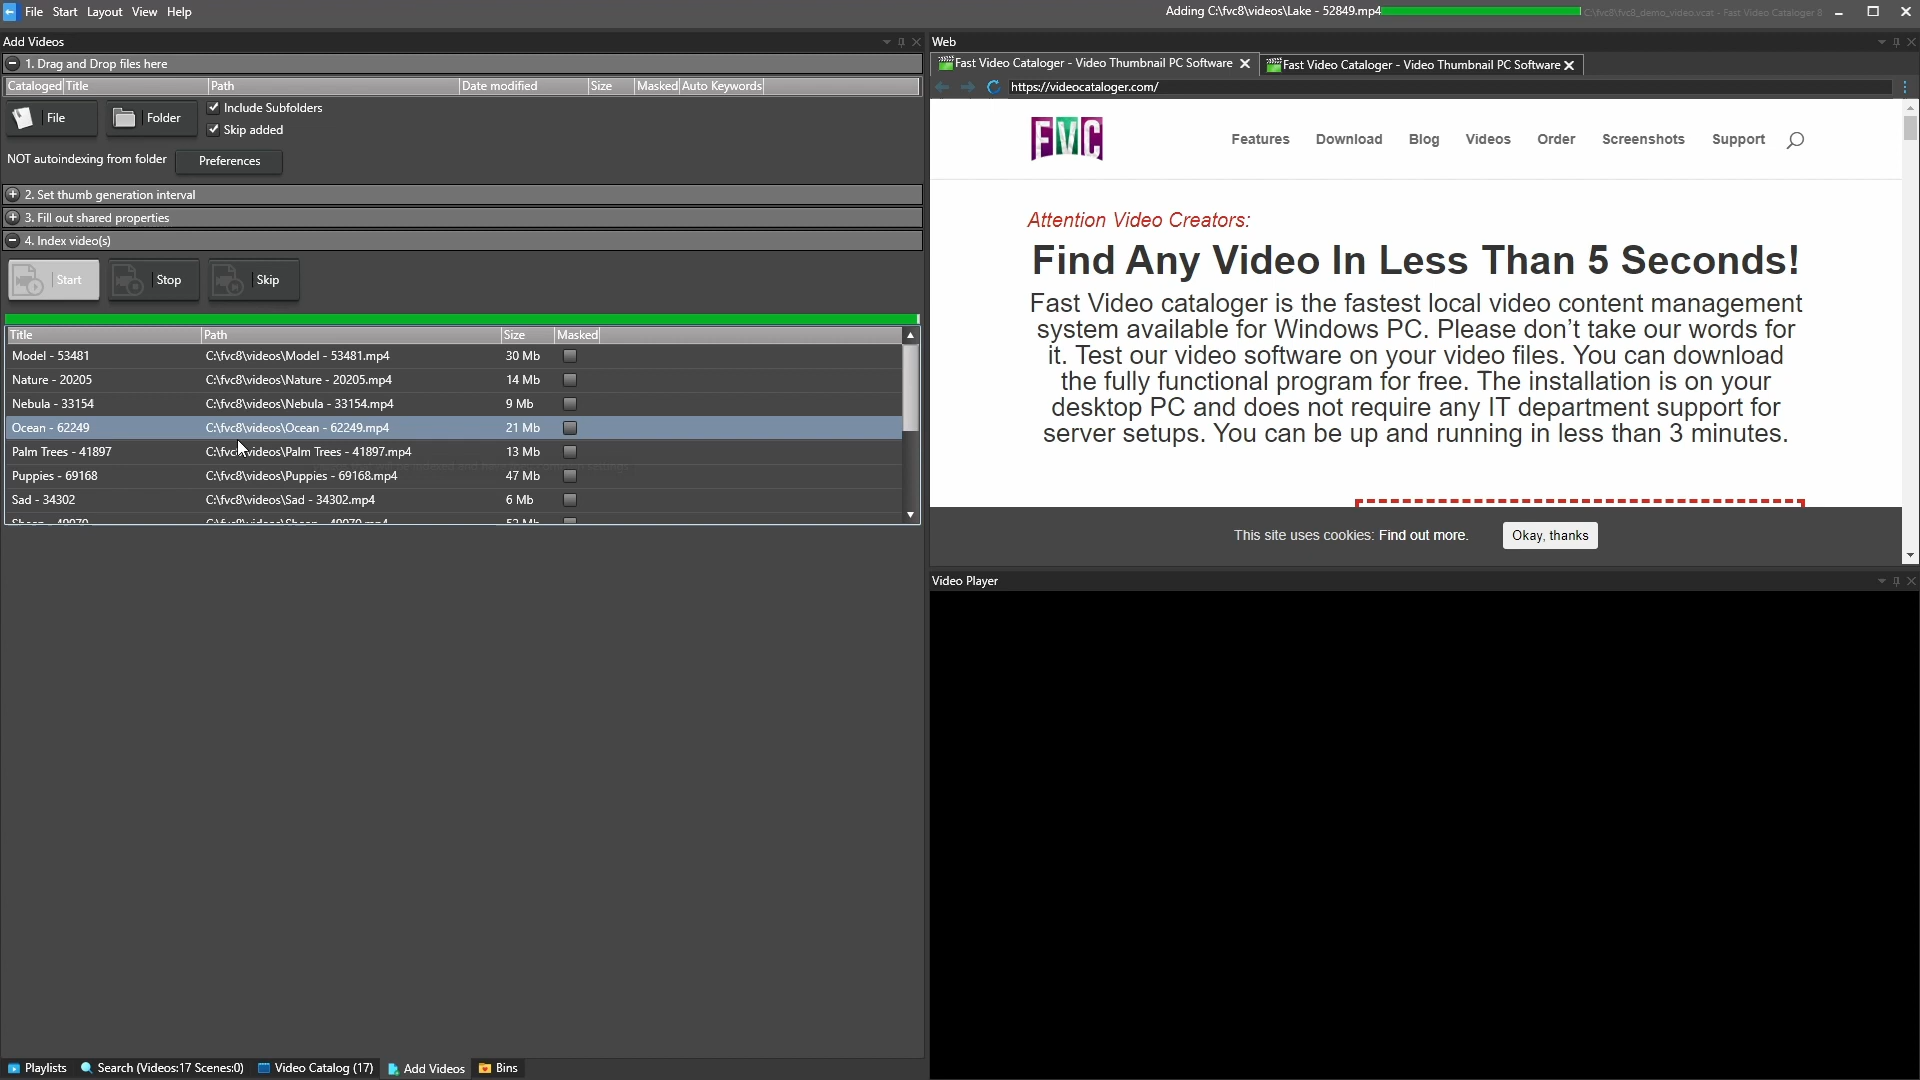 File Start Layout View Help
Adding C:\fvc8\videos\Lake - 52849.mp4
C:\fvc8\fvc8_demo_video.vcat - Fast Video Cataloger 8
Add Videos
1. Drag and Drop files here
Cataloged Title Path Date modified Size Masked Auto Keywords
File Folder
Include Subfolders
Skip added
NOT autoindexing from folder Preferences
2. Set thumb generation interval
3. Fill out shared properties
4. Index video(s)
Start Stop Skip
Title Path Size Masked
Model - 53481 C:\fvc8\videos\Model - 53481.mp4 30 Mb
Nature - 20205 C:\fvc8\videos\Nature - 20205.mp4 14 Mb
Nebula - 33154 C:\fvc8\videos\Nebula - 33154.mp4 9 Mb
Ocean - 62249 C:\fvc8\videos\Ocean - 62249.mp4 21 Mb
Palm Trees - 41897 C:\fvc8\videos\Palm Trees - 41897.mp4 13 Mb
Puppies - 69168 C:\fvc8\videos\Puppies - 69168.mp4 47 Mb
Sad - 34302 C:\fvc8\videos\Sad - 34302.mp4 6 Mb
Playlists Search (Videos:17 Scenes:0) Video Catalog (17) Add Videos Bins
Web
Fast Video Cataloger - Video Thumbnail PC Software Fast Video Cataloger - Video Thumbnail PC Software
https://videocataloger.com/
FVC Features Download Blog Videos Order Screenshots Support
Attention Video Creators:
Find Any Video In Less Than 5 Seconds!
Fast Video cataloger is the fastest local video content management
system available for Windows PC. Please don't take our words for
it. Test our video software on your video files. You can download
the fully functional program for free. The installation is on your
desktop PC and does not require any IT department support for
server setups. You can be up and running in less than 3 minutes.
This site uses cookies: Find out more. Okay, thanks
Video Player